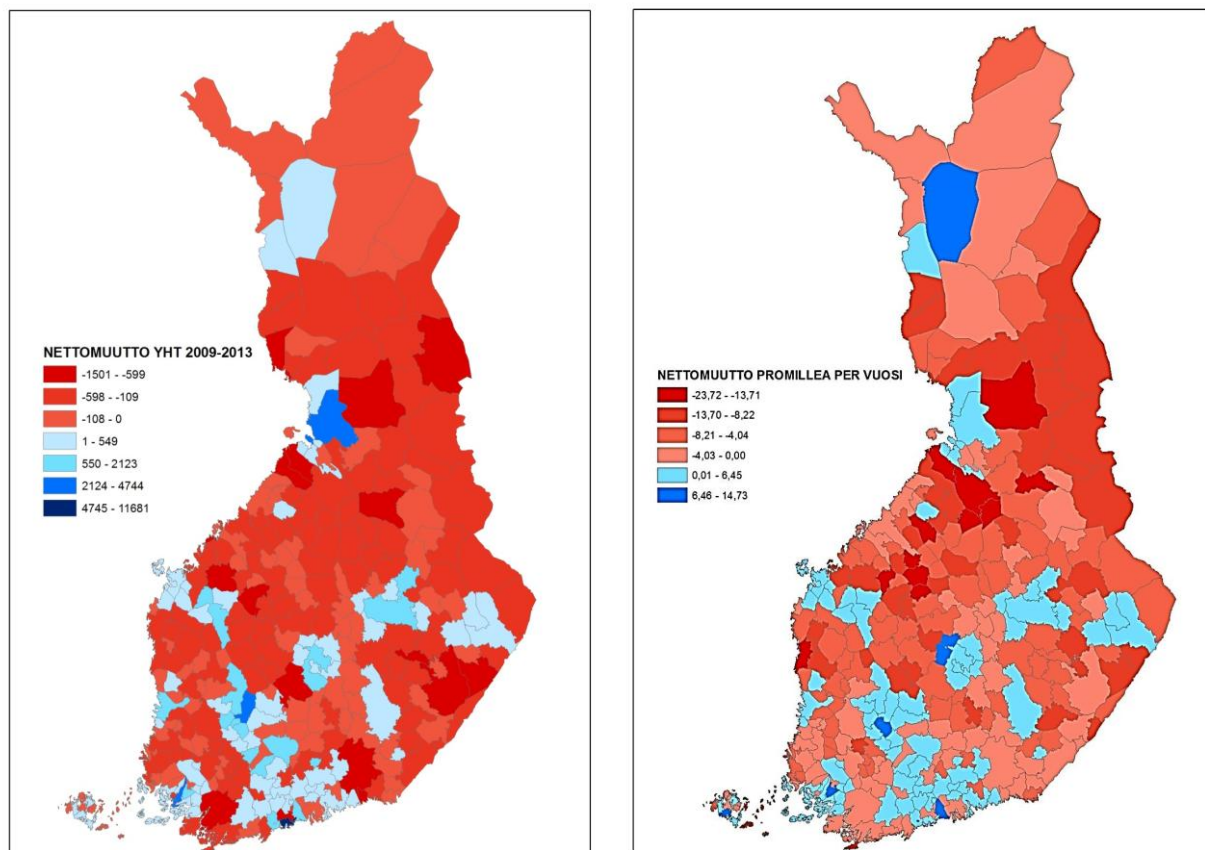 NETTOMUUTTO YHT 2009-2013
-1501 - -599
-598 - -109
-108 - 0
1 - 549
550 - 2123
2124 - 4744
4745 - 11681
NETTOMUUTTO PROMILLEA PER VUOSI
-23,72 - -13,71
-13,70 - -8,22
-8,21 - -4,04
-4,03 - 0,00
0,01 - 6,45
6,46 - 14,73